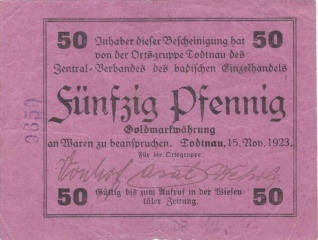 50 Inhaber dieser Bescheinigung hat 50
von der Ortsgruppe Todtnau des
Zentral-Verbandes des badischen Einzelhandels
Fünfzig Pfennig
Goldmarkwährung
an Waren zu beanspruchen. Todtnau, 15. Nov. 1923.
Für die Ortsgruppe:
50 Gültig bis zum Aufruf in der Wiesen- 50
täler Zeitung.